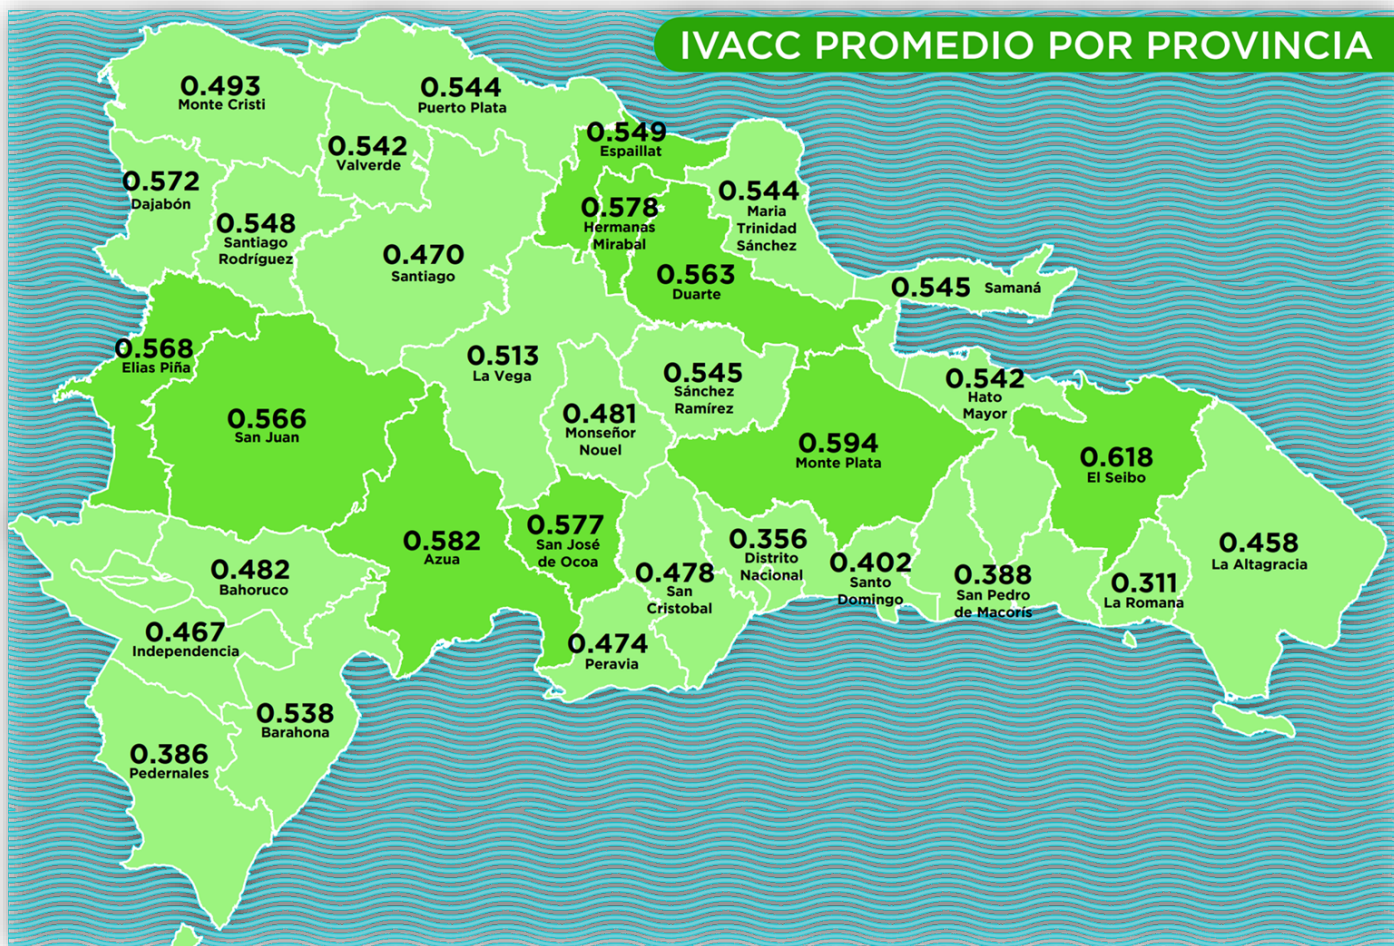 IVACC PROMEDIO POR PROVINCIA
0.493
Monte Cristi
0.544
Puerto Plata
0.542
Valverde
0.549
Espaillat
0.572
Dajabón
0.548
Santiago
Rodríguez
0.470
Santiago
0.578
Hermanas
Mirabal
0.544
Maria
Trinidad
Sánchez
0.563
Duarte
0.545 Samaná
0.568
Elias Piña
0.566
San Juan
0.513
La Vega
0.481
Monseñor
Nouel
0.545
Sánchez
Ramírez
0.542
Hato
Mayor
0.594
Monte Plata
0.618
El Seibo
0.582
Azua
0.577
San José
de Ocoa
0.478
San
Cristobal
0.356
Distrito
Nacional
0.402
Santo
Domingo
0.388
San Pedro
de Macorís
0.311
La Romana
0.458
La Altagracia
0.482
Bahoruco
0.467
Independencia
0.474
Peravia
0.538
Barahona
0.386
Pedernales